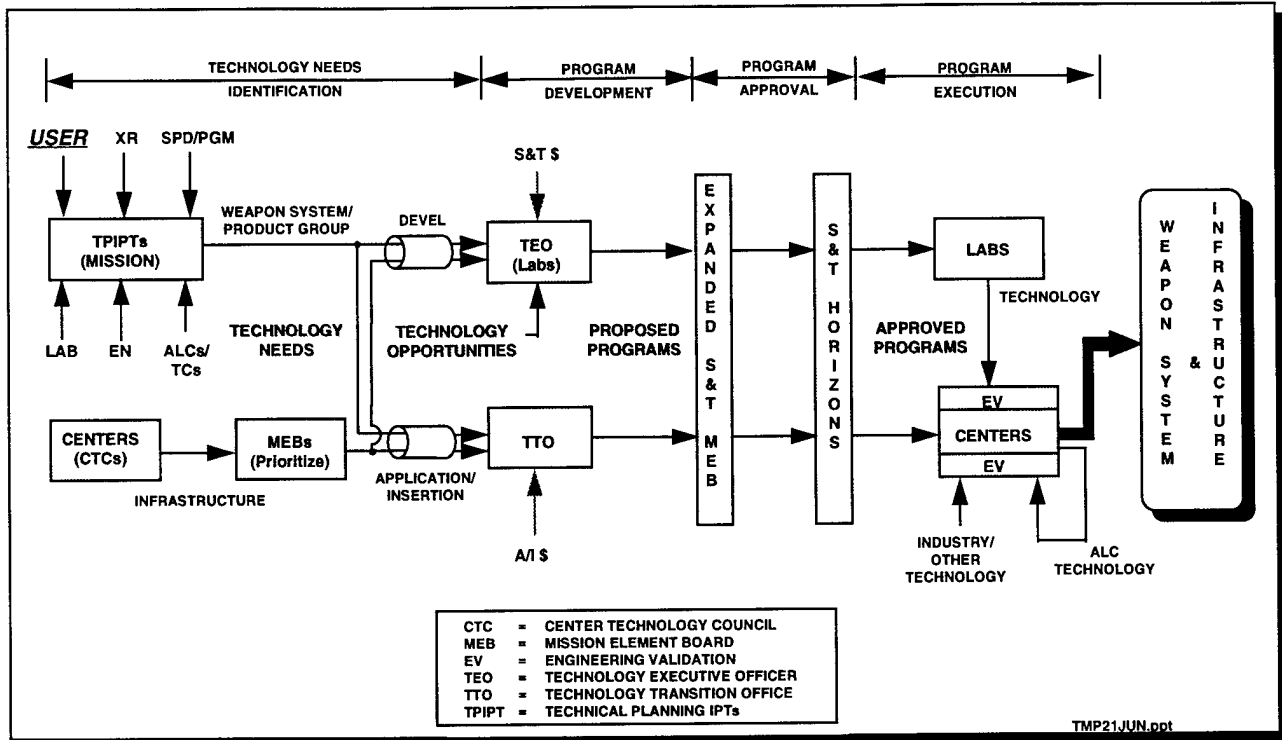 TECHNOLOGY NEEDS
IDENTIFICATION
PROGRAM
DEVELOPMENT
PROGRAM
APPROVAL
PROGRAM
EXECUTION
USER
XR
SPD/PGM
S&T $
WEAPON SYSTEM/
PRODUCT GROUP
DEVEL
TPIPTs
(MISSION)
TEO
(Labs)
LAB
EN
ALCs/
TCs
TECHNOLOGY
NEEDS
TECHNOLOGY
OPPORTUNITIES
PROPOSED
PROGRAMS
EXPANDED S&T MEB
S&T HORIZONS
LABS
TECHNOLOGY
APPROVED
PROGRAMS
WEAPON SYSTEM
&
INFRASTRUCTURE
CENTERS
(CTCs)
INFRASTRUCTURE
MEBs
(Prioritize)
APPLICATION/
INSERTION
TTO
A/I $
EV
CENTERS
EV
INDUSTRY/
OTHER
TECHNOLOGY
ALC
TECHNOLOGY
CTC = CENTER TECHNOLOGY COUNCIL
MEB = MISSION ELEMENT BOARD
EV = ENGINEERING VALIDATION
TEO = TECHNOLOGY EXECUTIVE OFFICER
TTO = TECHNOLOGY TRANSITION OFFICE
TPIPT = TECHNICAL PLANNING IPTs
TMP21JUN.ppt